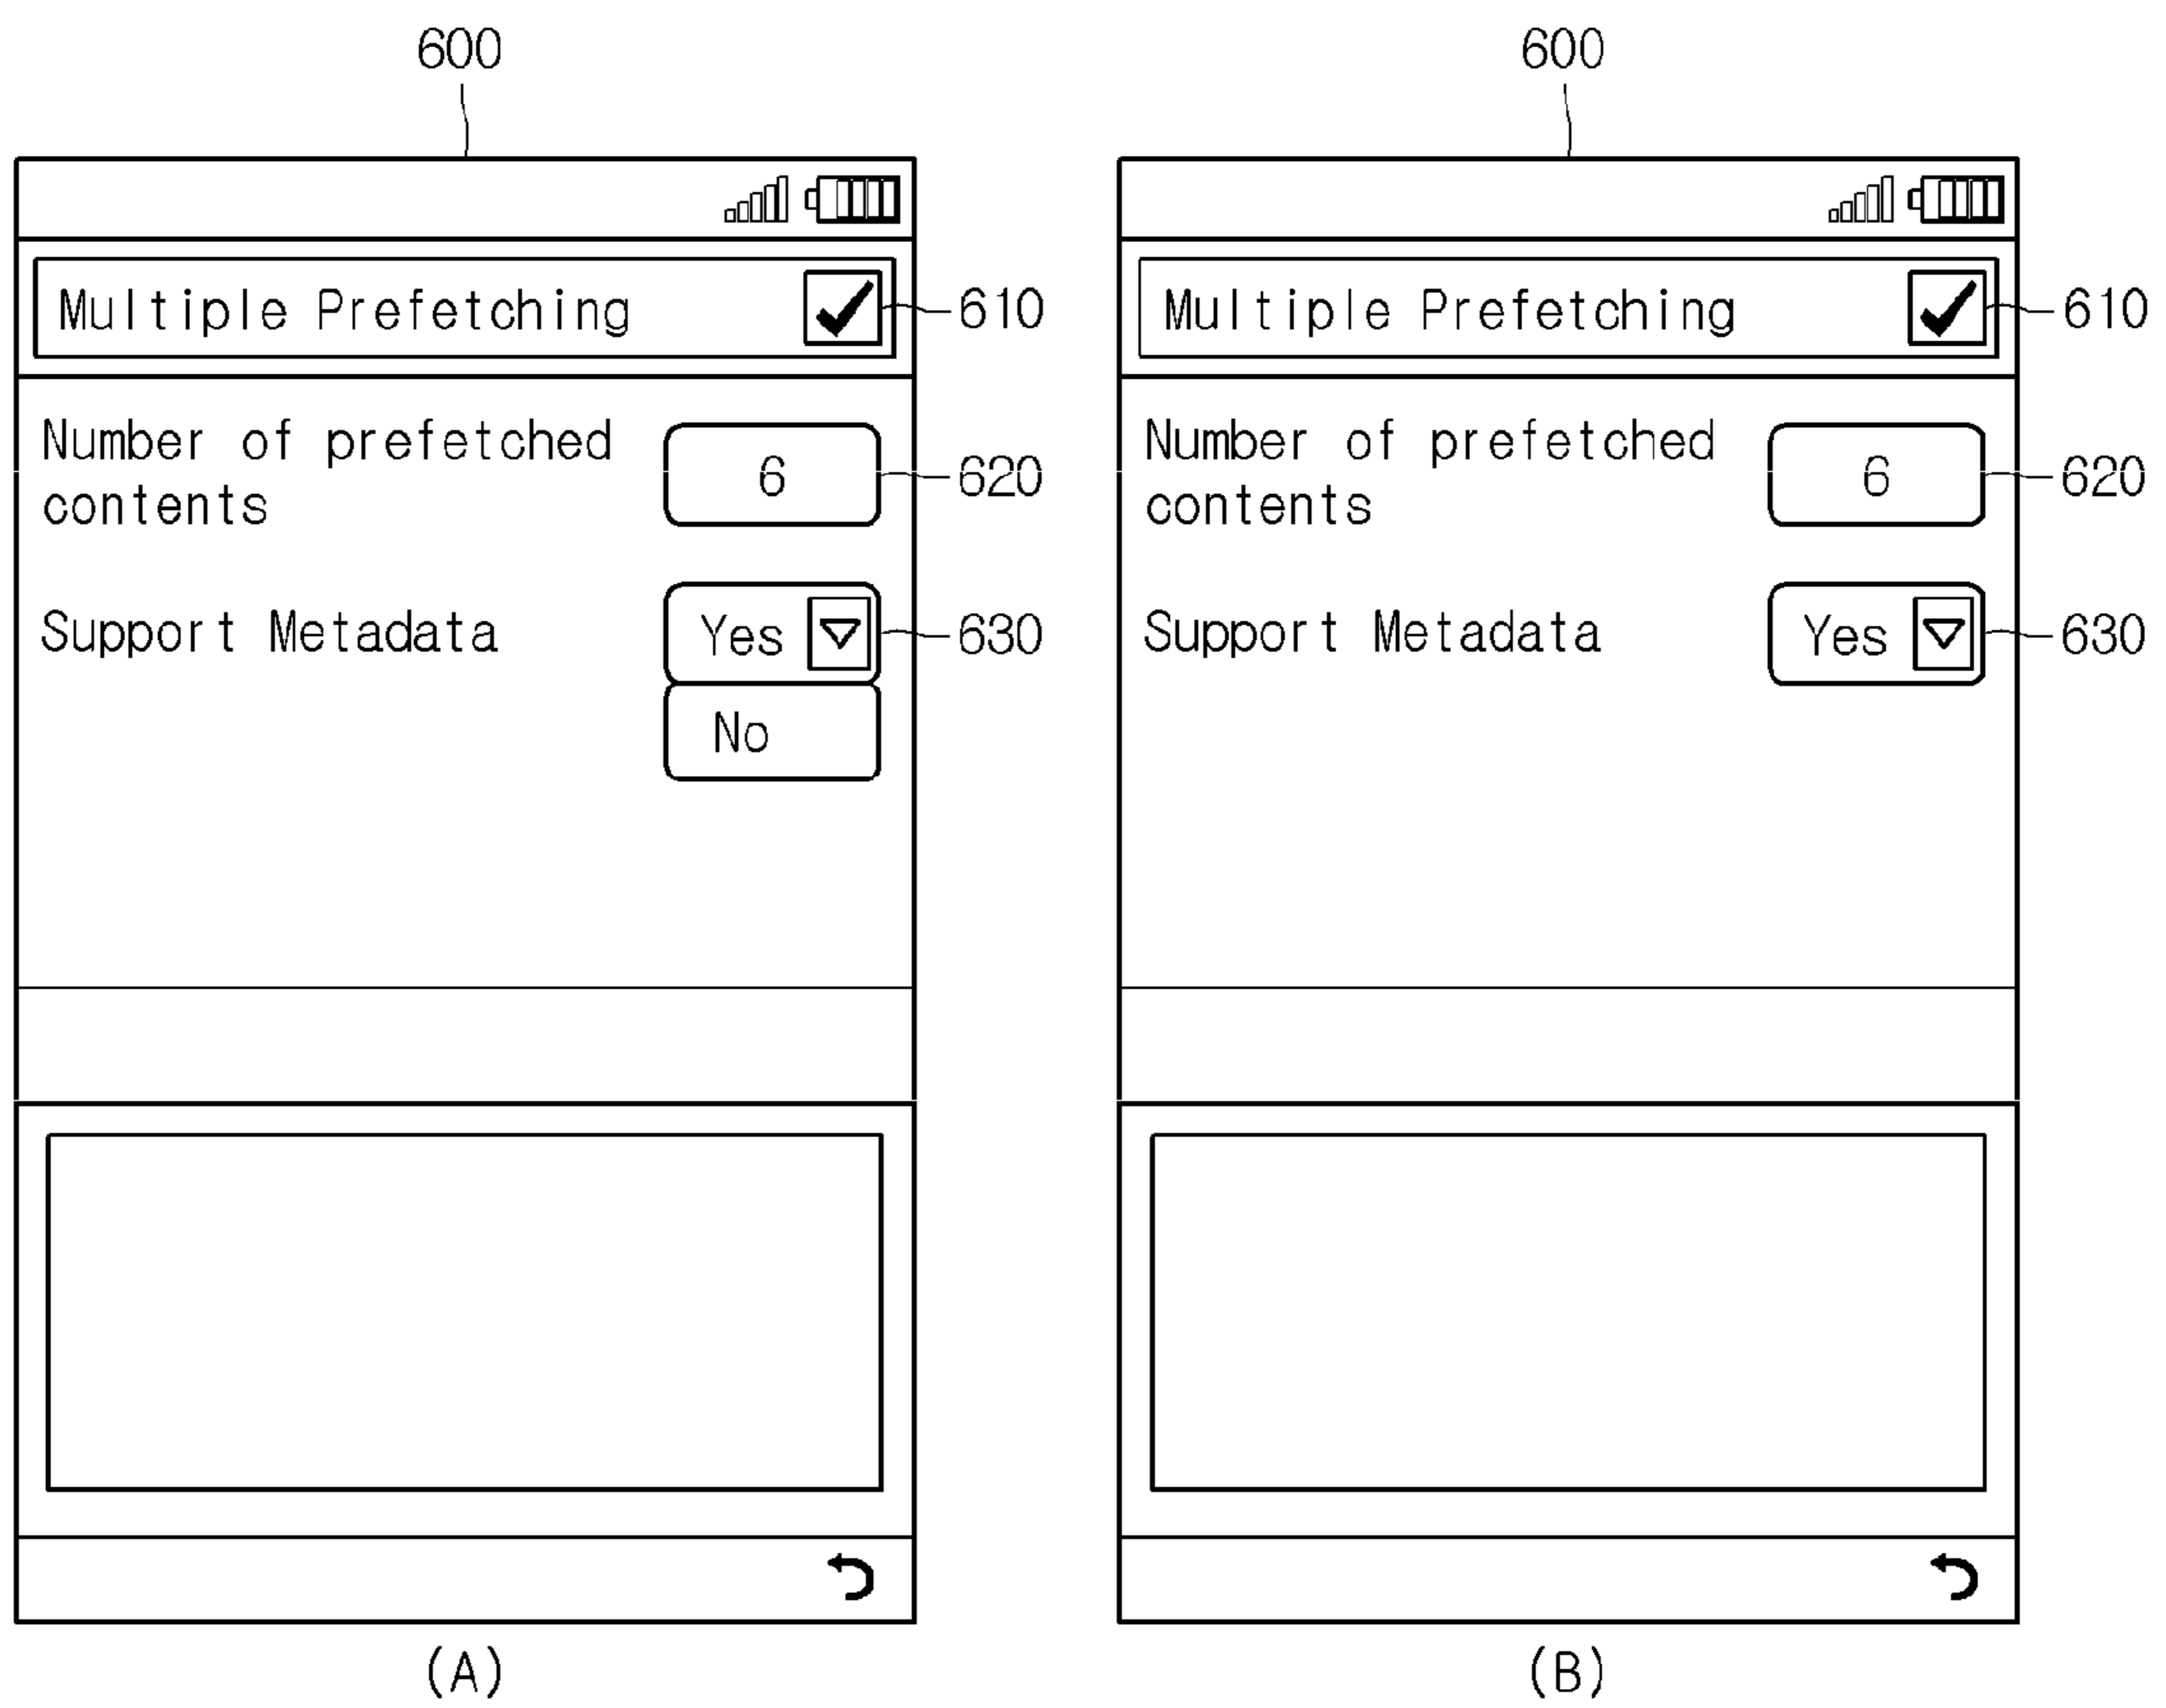 600
Multiple Prefetching
610
Number of prefetched
contents
6
620
Support Metadata
Yes
630
No
(A)
600
Multiple Prefetching
610
Number of prefetched
contents
6
620
Support Metadata
Yes
630
(B)